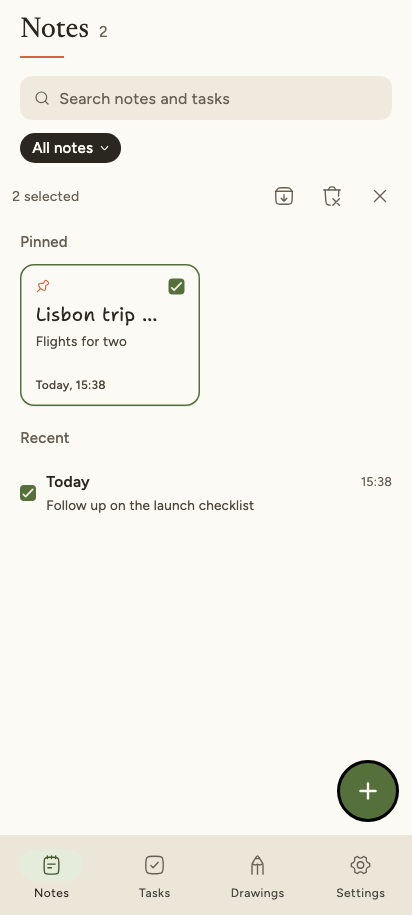 Notes 2
Search notes and tasks
All notes
2 selected
Pinned
Lisbon trip ...
Flights for two
Today, 15:38
Recent
Today 15:38
Follow up on the launch checklist
Notes Tasks Drawings Settings